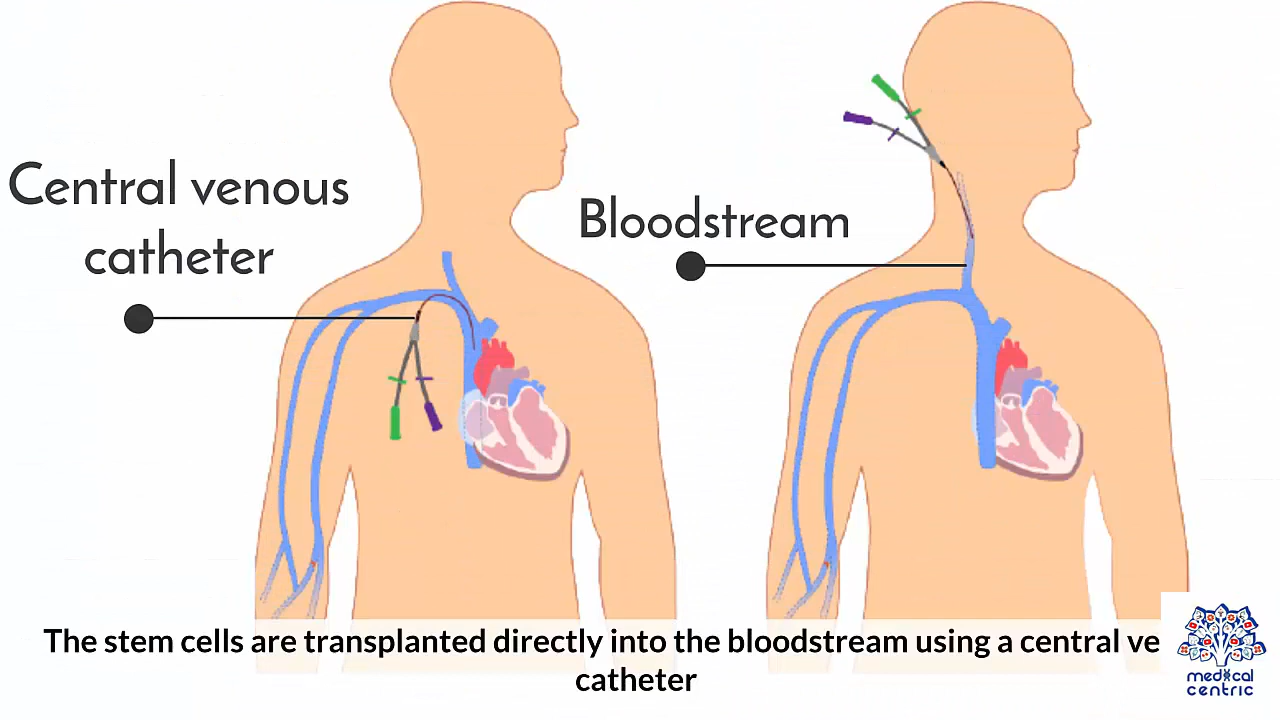 Central venous
catheter
Bloodstream
The stem cells are transplanted directly into the bloodstream using a central ve
catheter
medical
centric